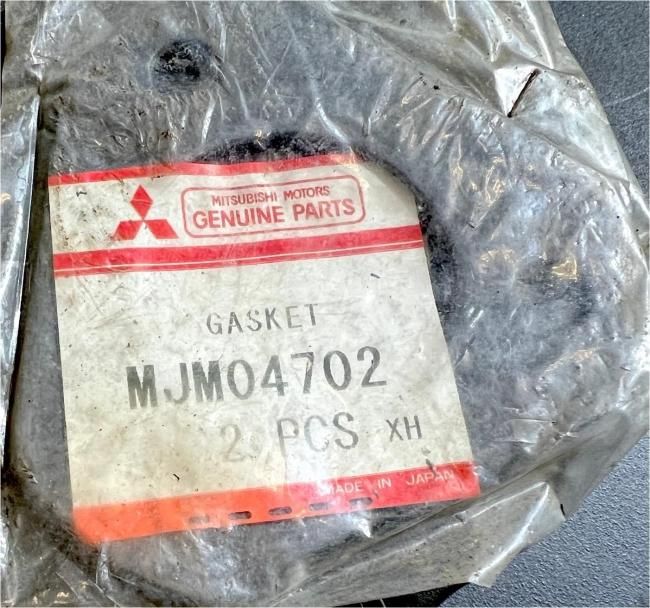 MITSUBISHI MOTORS
GENUINE PARTS
GASKET
MJM04702
2 PCS XH
MADE IN JAPAN